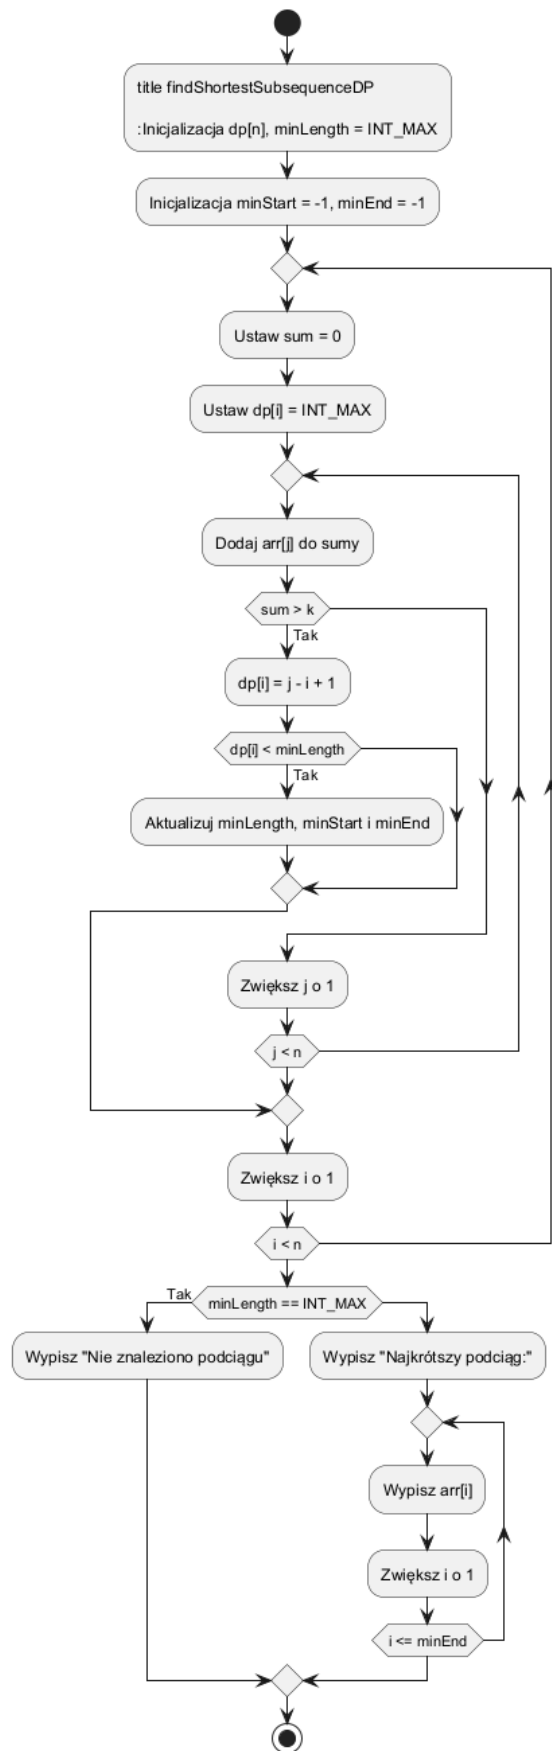 title findShortestSubsequenceDP
:Inicjalizacja dp[n], minLength = INT_MAX
Inicjalizacja minStart = -1, minEnd = -1
Ustaw sum = 0
Ustaw dp[i] = INT_MAX
Dodaj arr[j] do sumy
sum > k
Tak
dp[i] = j - i + 1
dp[i] < minLength
Tak
Aktualizuj minLength, minStart i minEnd
Zwiększ j o 1
j < n
Zwiększ i o 1
i < n
Tak
minLength == INT_MAX
Wypisz "Nie znaleziono podciągu"
Wypisz "Najkrótszy podciąg:"
Wypisz arr[i]
Zwiększ i o 1
i <= minEnd